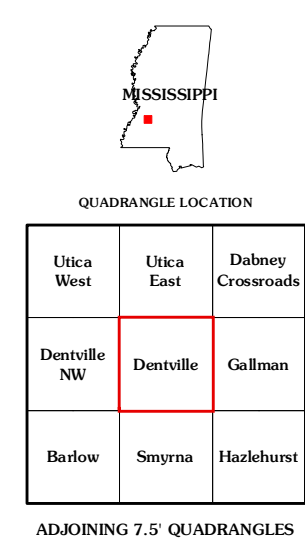 MISSISSIPPI
QUADRANGLE LOCATION
Utica
West
Utica
East
Dabney
Crossroads
Dentville
NW
Dentville
Gallman
Barlow
Smyrna
Hazlehurst
ADJOINING 7.5' QUADRANGLES